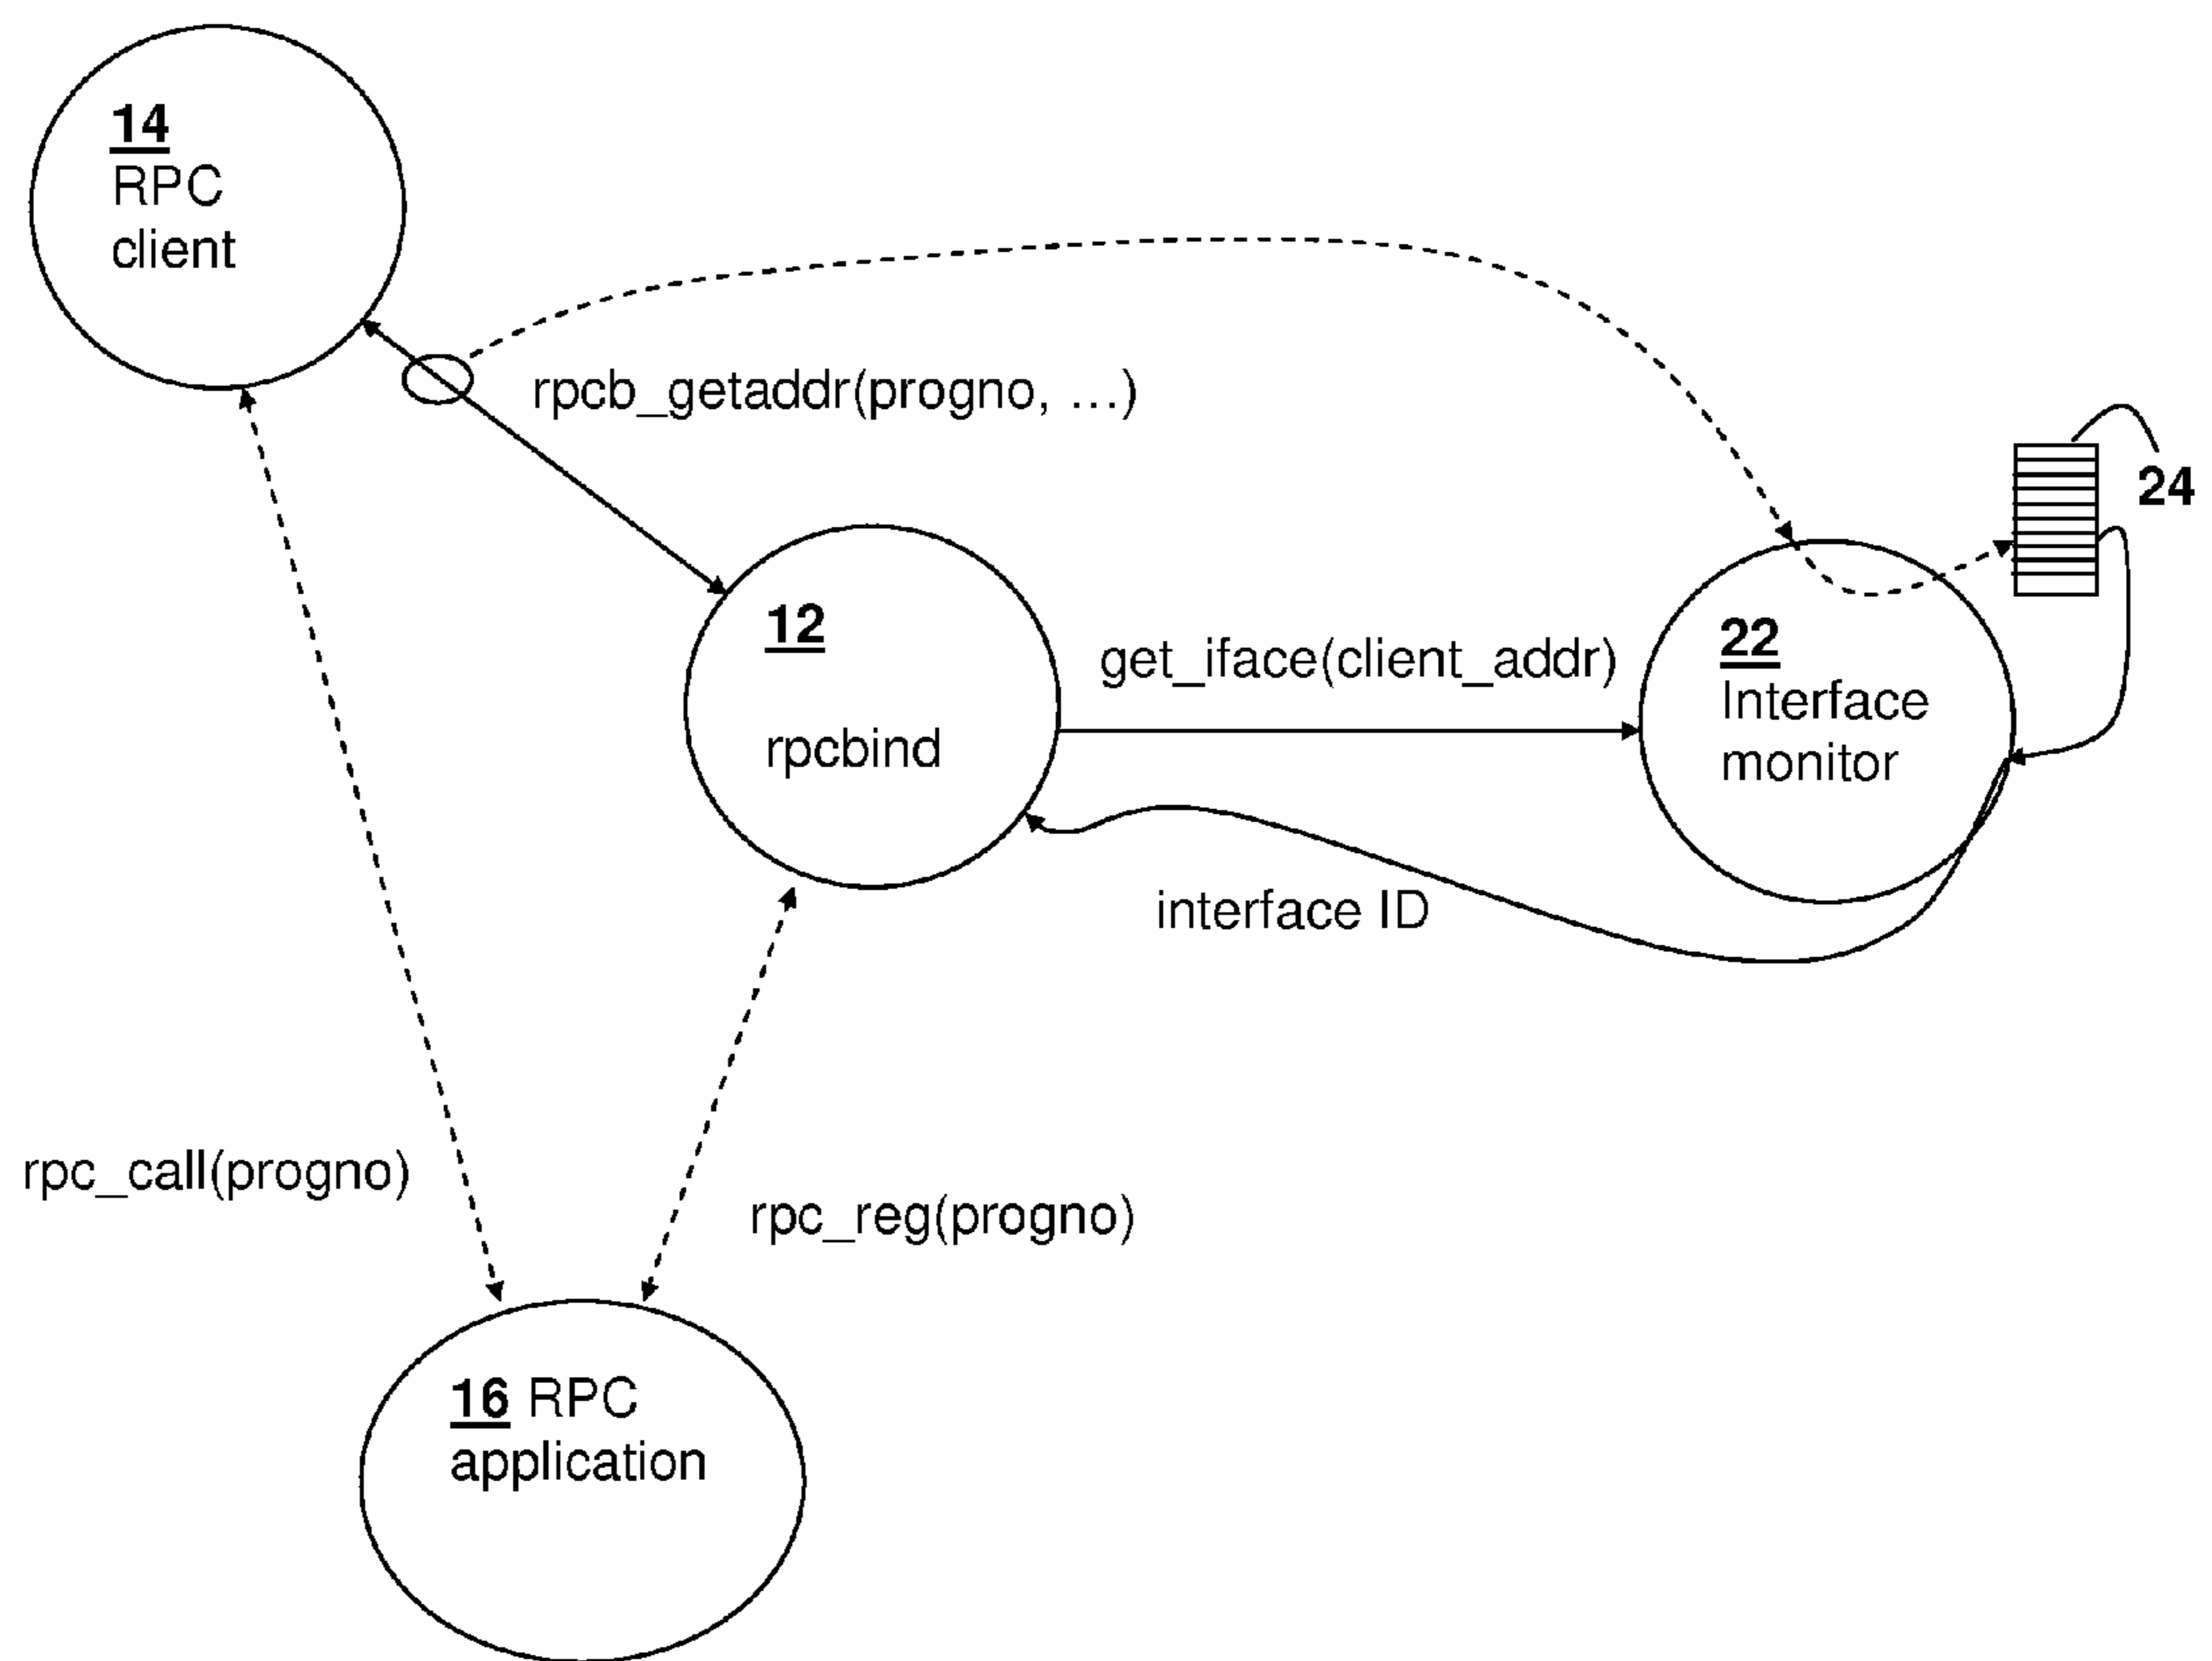 14
RPC
client
rpcb_getaddr(progno, ...)
24
12
rpcbind
get_iface(client_addr)
22
Interface
monitor
interface ID
rpc_call(progno)
rpc_reg(progno)
16 RPC
application